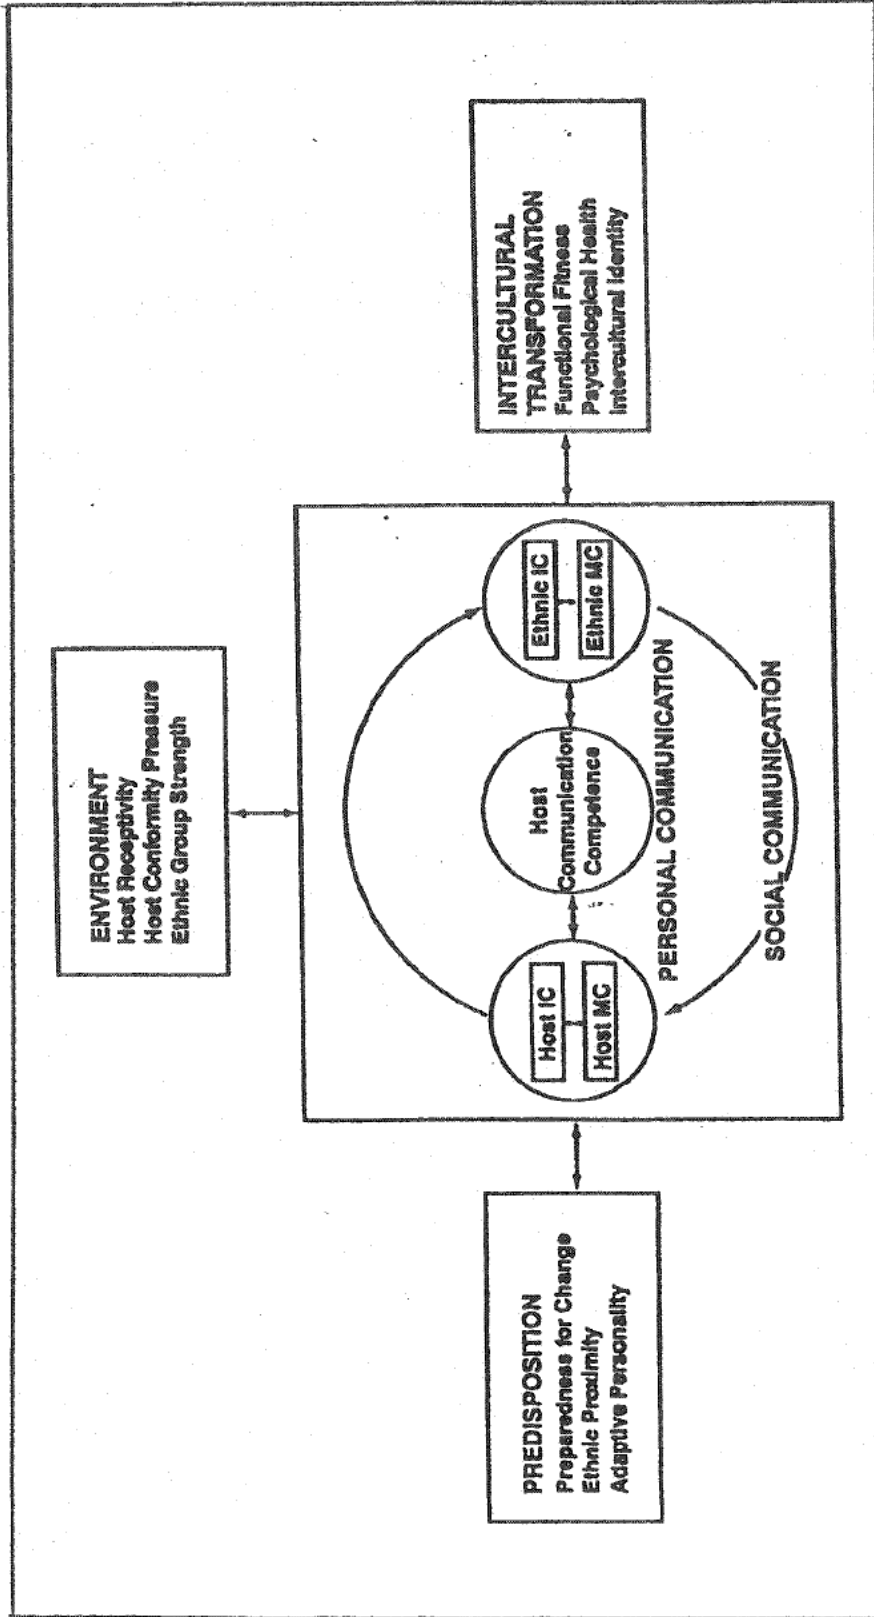 ENVIRONMENT
Host Receptivity
Host Conformity Pressure
Ethnic Group Strength
PREDISPOSITION
Preparedness for Change
Ethnic Proximity
Adaptive Personality
Host IC
Host MC
Host
Communication
Competence
Ethnic IC
Ethnic MC
PERSONAL COMMUNICATION
SOCIAL COMMUNICATION
INTERCULTURAL
TRANSFORMATION
Functional Fitness
Psychological Health
Intercultural Identity